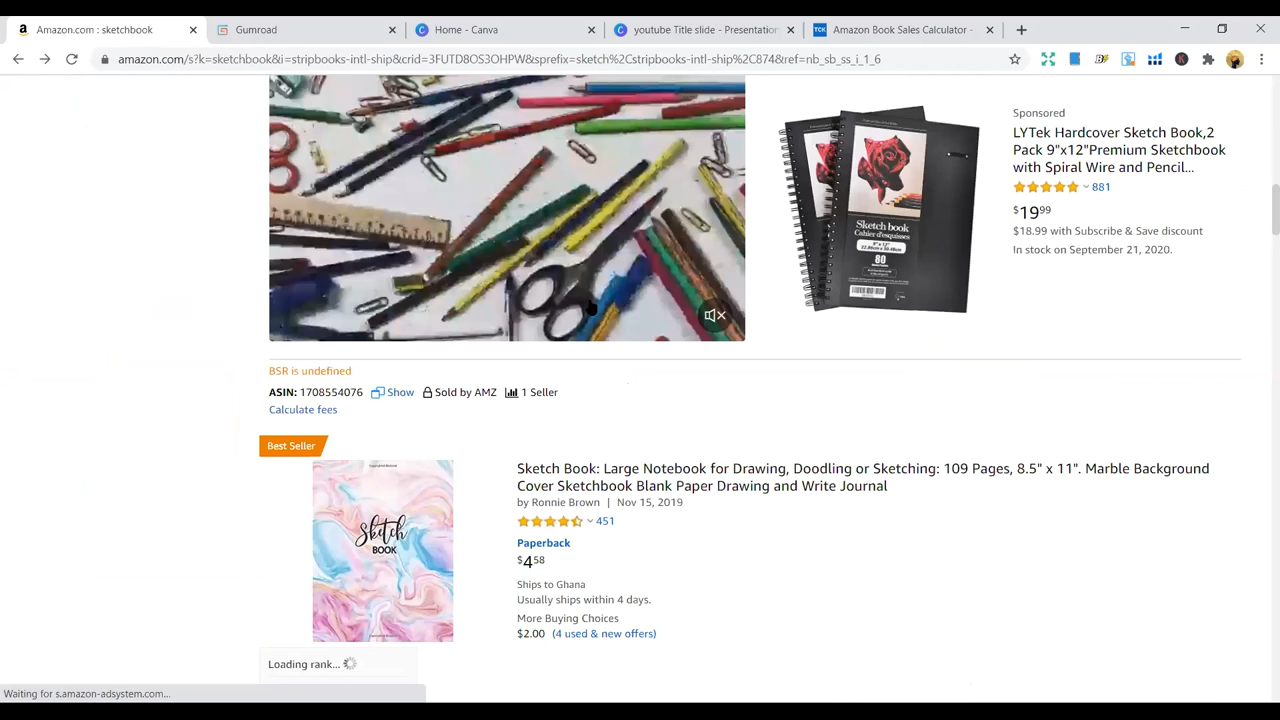 Amazon.com : sketchbook
Gumroad
Home - Canva
youtube Title slide - Presentation
TCK
Amazon Book Sales Calculator -
amazon.com/s?k=sketchbook&i=stripbooks-intl-ship&crid=3FUTD8OS3OHPW&sprefix=sketch%2Cstripbooks-intl-ship%2C874&ref=nb_sb_ss_i_1_6
Sponsored
LYTek Hardcover Sketch Book,2
Pack 9"x12"Premium Sketchbook
with Spiral Wire and Pencil...
881
$19.99
$18.99 with Subscribe & Save discount
In stock on September 21, 2020.
Sketch book
Cahier d'esquisses
80
BSR is undefined
ASIN: 1708554076 Show Sold by AMZ 1 Seller
Calculate fees
Best Seller
Sketch Book: Large Notebook for Drawing, Doodling or Sketching: 109 Pages, 8.5" x 11". Marble Background
Cover Sketchbook Blank Paper Drawing and Write Journal
by Ronnie Brown | Nov 15, 2019
451
Paperback
$4.58
Ships to Ghana
Usually ships within 4 days.
More Buying Choices
$2.00 (4 used & new offers)
Sketch
BOOK
Loading rank...
Waiting for s.amazon-adsystem.com...